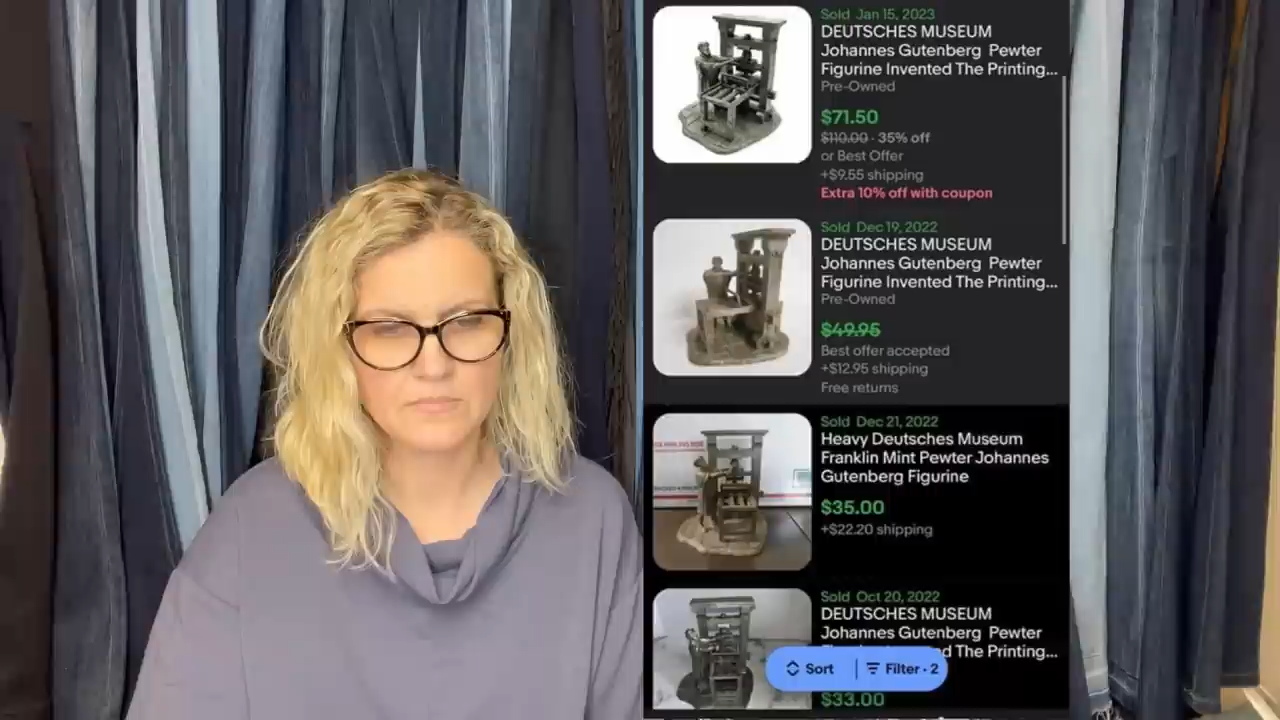 Sold Jan 15, 2023
DEUTSCHES MUSEUM
Johannes Gutenberg Pewter
Figurine Invented The Printing...
Pre-Owned
$71.50
$110.00 · 35% off
or Best Offer
+$9.55 shipping
Extra 10% off with coupon
Sold Dec 19, 2022
DEUTSCHES MUSEUM
Johannes Gutenberg Pewter
Figurine Invented The Printing...
Pre-Owned
$49.95
Best offer accepted
+$12.95 shipping
Free returns
Sold Dec 21, 2022
Heavy Deutsches Museum
Franklin Mint Pewter Johannes
Gutenberg Figurine
$35.00
+$22.20 shipping
Sold Oct 20, 2022
DEUTSCHES MUSEUM
Johannes Gutenberg Pewter
The Printing...
Sort
Filter · 2
$33.00